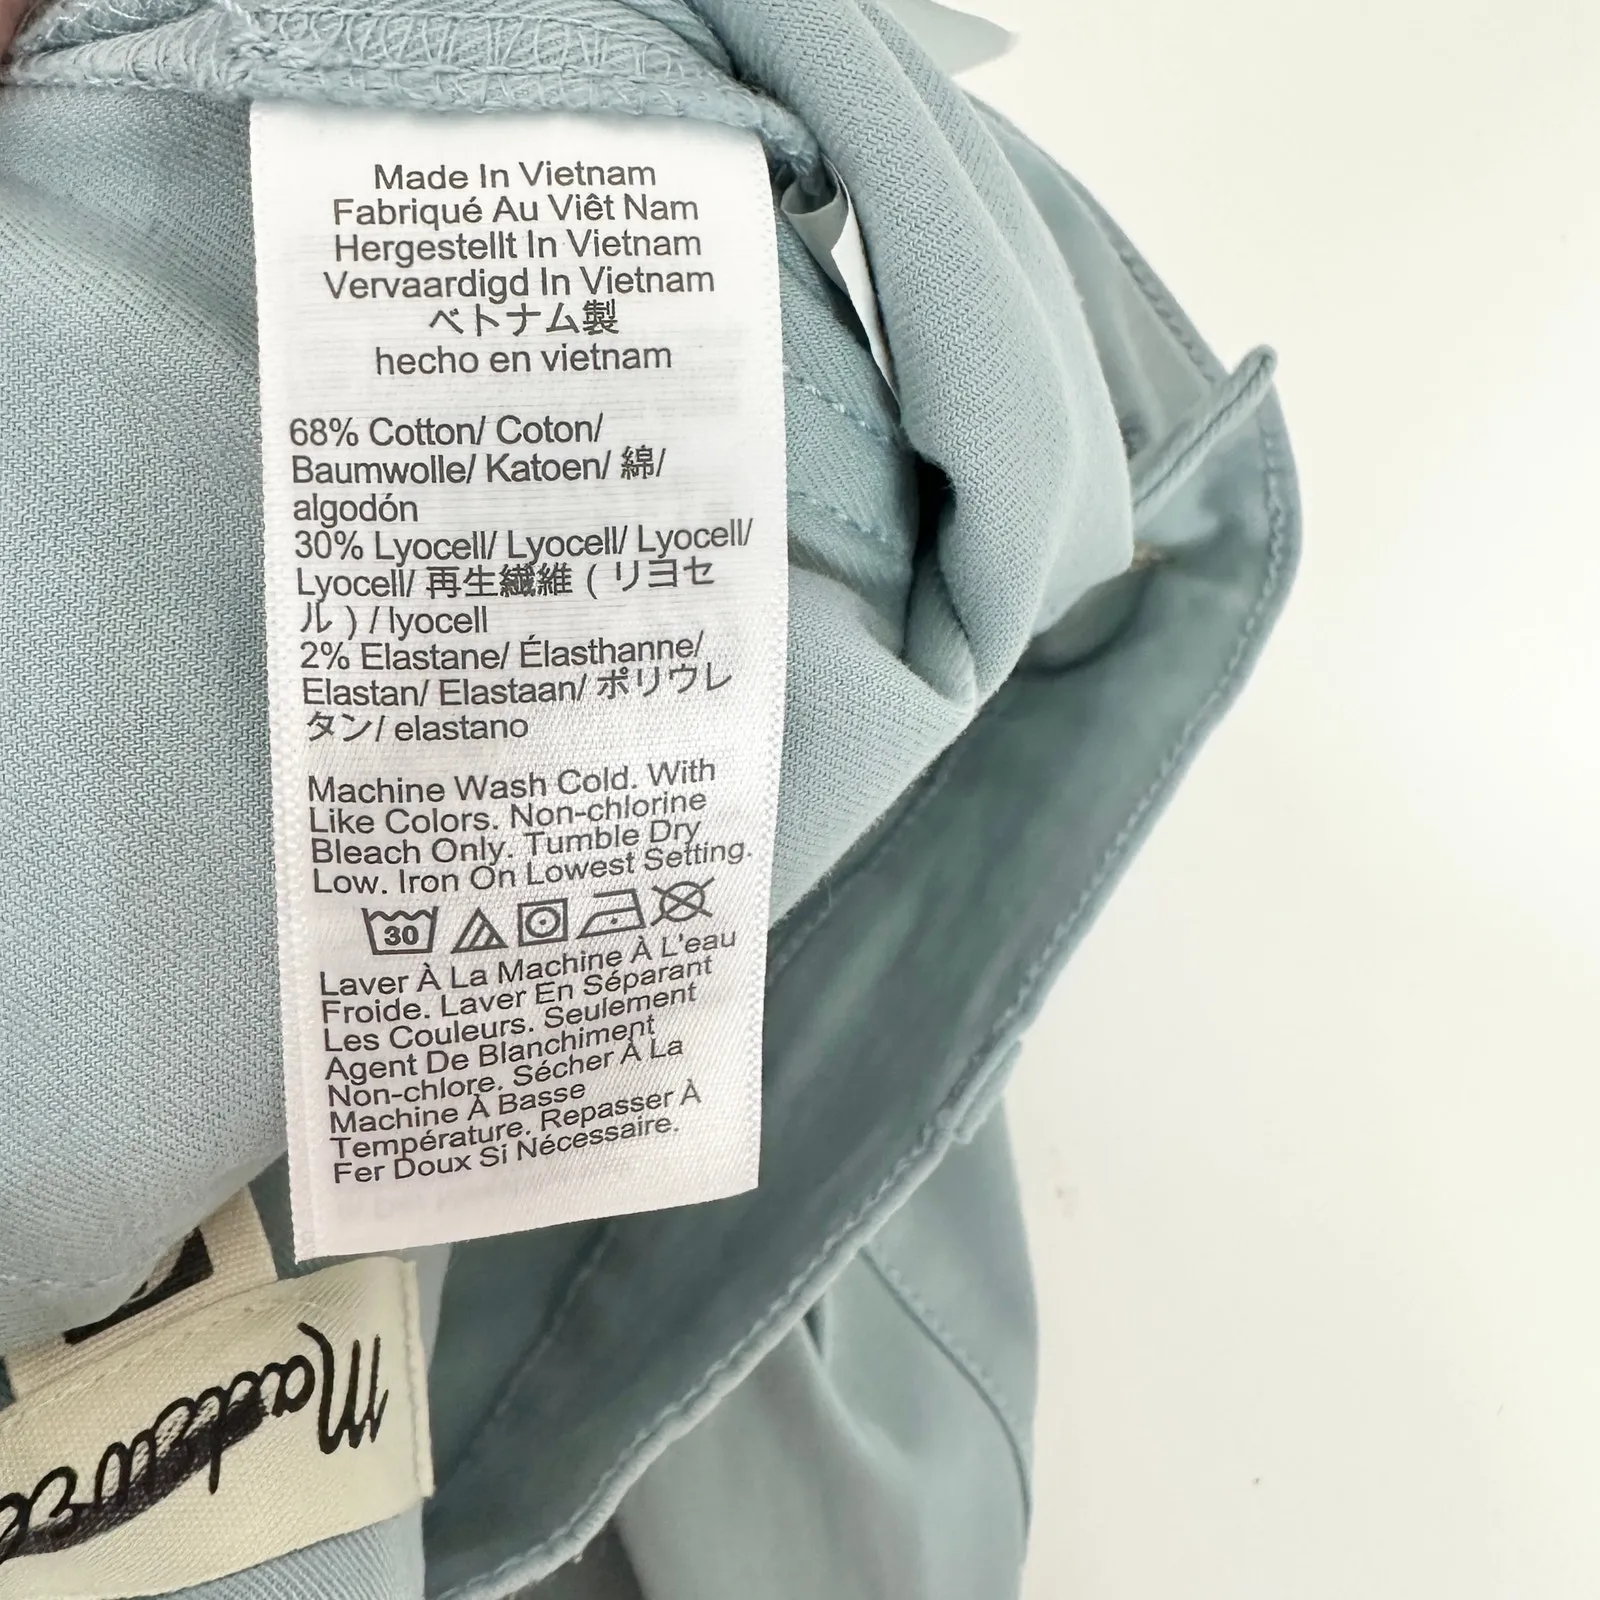 Made In Vietnam
Fabriqué Au Viêt Nam
Hergestellt In Vietnam
Vervaardigd In Vietnam
ベトナム製
hecho en vietnam
68% Cotton/ Coton/
Baumwolle/ Katoen/ 綿/
algodón
30% Lyocell/ Lyocell/ Lyocell/
Lyocell/ 再生繊維 ( リヨセ
ル ) / lyocell
2% Elastane/ Élasthanne/
Elastan/ Elastaan/ ポリウレ
タン/ elastano
Machine Wash Cold. With
Like Colors. Non-chlorine
Bleach Only. Tumble Dry
Low. Iron On Lowest Setting.
30
Laver À La Machine À L'eau
Froide. Laver En Séparant
Les Couleurs. Seulement
Agent De Blanchiment
Non-chlore. Sécher À La
Machine À Basse
Température. Repasser À
Fer Doux Si Nécessaire.